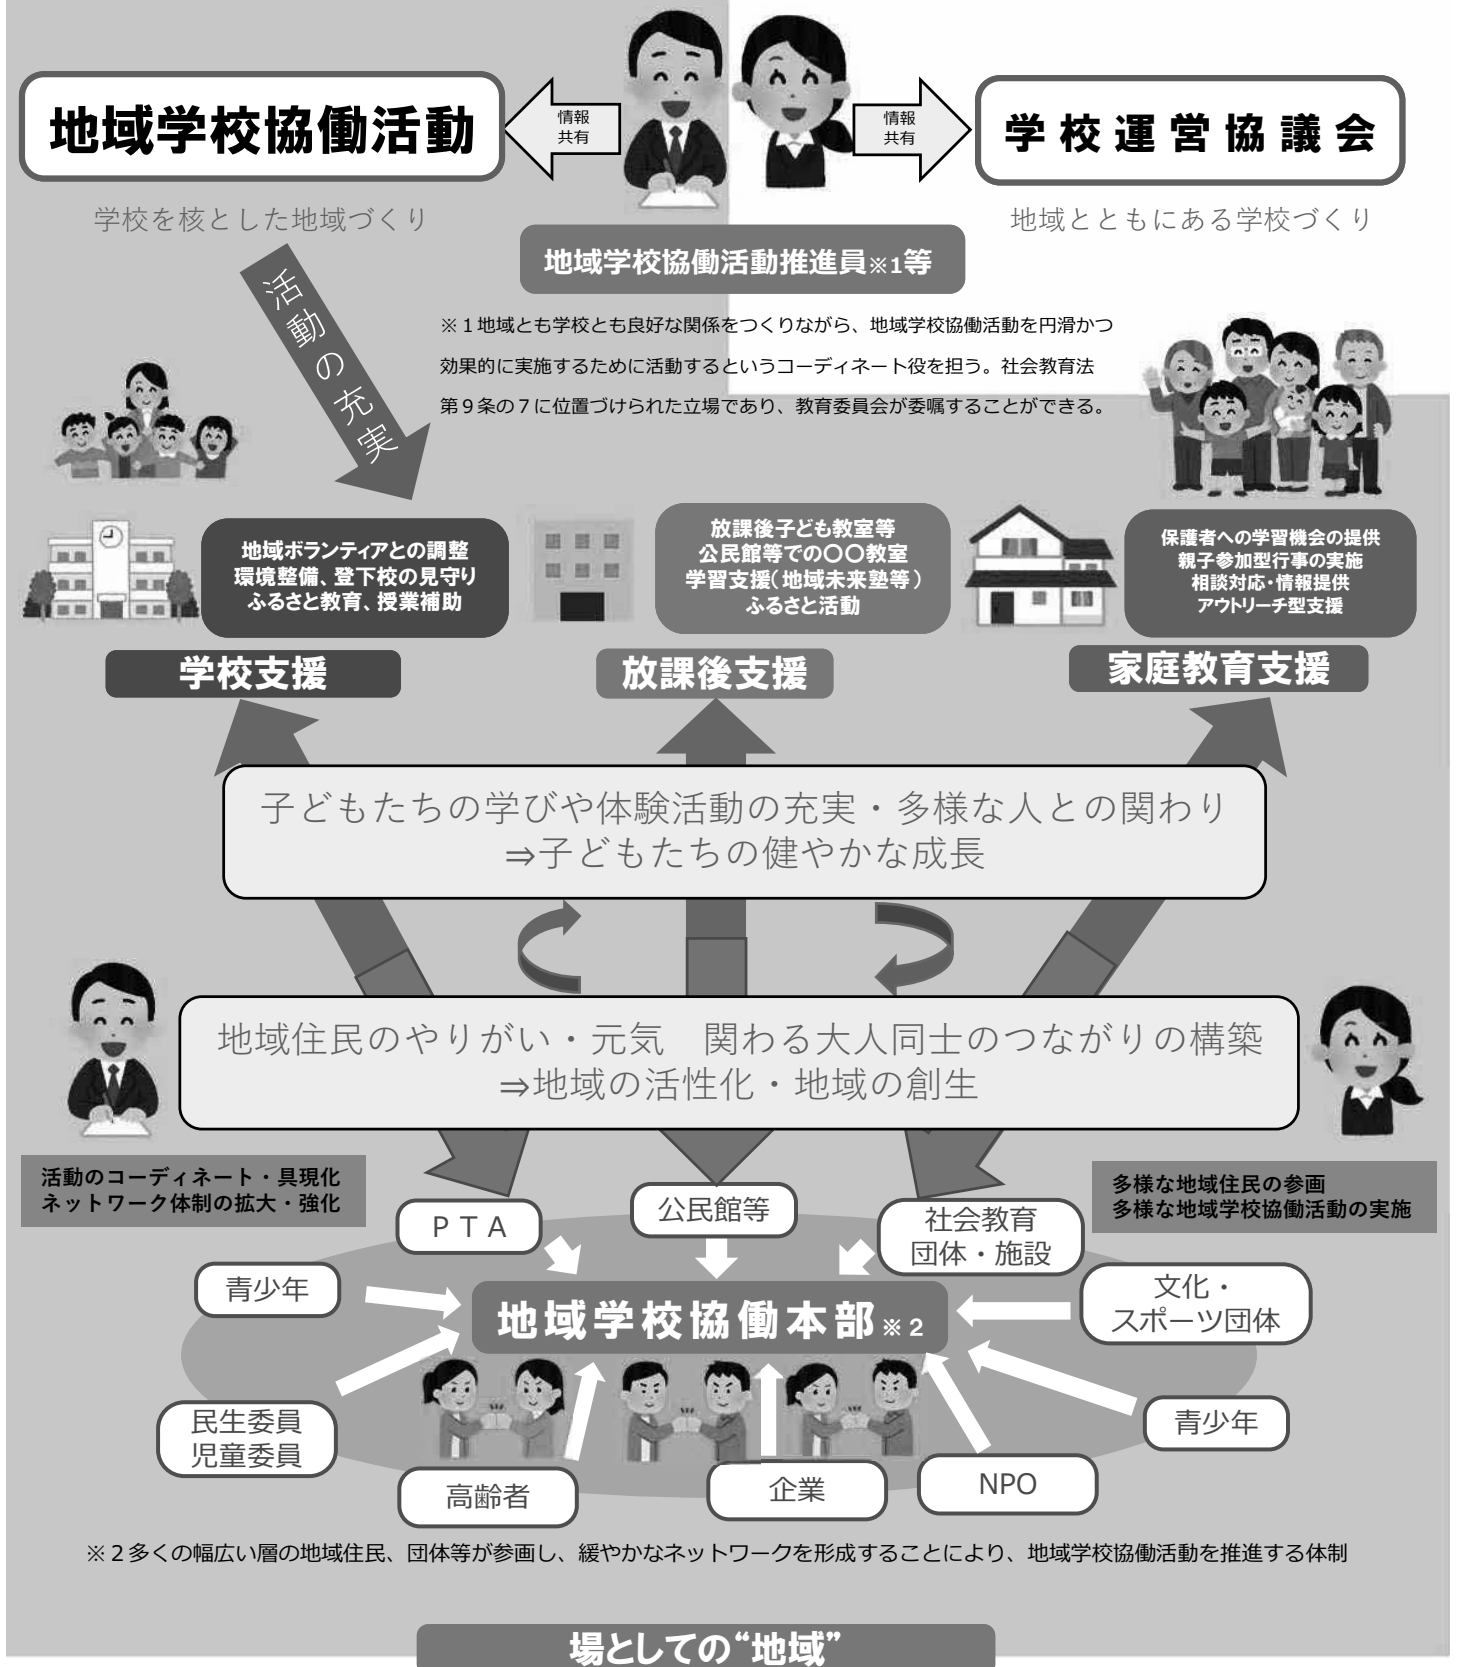 地域学校協働活動
情報
共有
情報
共有
学校運営協議会
学校を核とした地域づくり
地域とともにある学校づくり
地域学校協働活動推進員※1等
活動の充実
※１地域とも学校とも良好な関係をつくりながら、地域学校協働活動を円滑かつ
効果的に実施するために活動するというコーディネート役を担う。社会教育法
第９条の７に位置づけられた立場であり、教育委員会が委嘱することができる。
地域ボランティアとの調整
環境整備、登下校の見守り
ふるさと教育、授業補助
放課後子ども教室等
公民館等での〇〇教室
学習支援（地域未来塾等）
ふるさと活動
保護者への学習機会の提供
親子参加型行事の実施
相談対応・情報提供
アウトリーチ型支援
学校支援
放課後支援
家庭教育支援
子どもたちの学びや体験活動の充実・多様な人との関わり
⇒子どもたちの健やかな成長
地域住民のやりがい・元気　関わる大人同士のつながりの構築
⇒地域の活性化・地域の創生
活動のコーディネート・具現化
ネットワーク体制の拡大・強化
多様な地域住民の参画
多様な地域学校協働活動の実施
ＰＴＡ
公民館等
社会教育
団体・施設
青少年
文化・
スポーツ団体
地域学校協働本部※２
民生委員
児童委員
青少年
高齢者
企業
NPO
※２多くの幅広い層の地域住民、団体等が参画し、緩やかなネットワークを形成することにより、地域学校協働活動を推進する体制
場としての“地域”